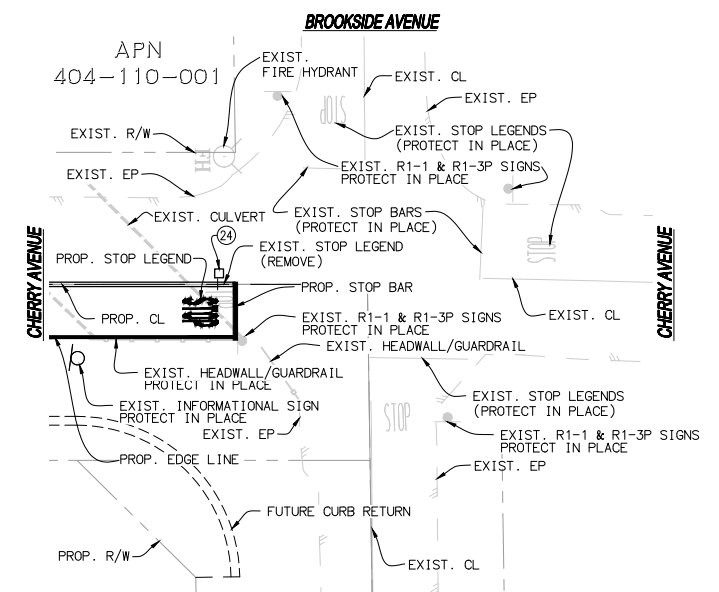 BROOKSIDE AVENUE
APN
404-110-001
EXIST.
FIRE HYDRANT
EXIST. CL
EXIST. EP
STOP
EXIST. R/W
FH
EXIST. STOP LEGENDS
(PROTECT IN PLACE)
EXIST. EP
EXIST. R1-1 & R1-3P SIGNS
PROTECT IN PLACE
EXIST. CULVERT
EXIST. STOP BARS
(PROTECT IN PLACE)
24
EXIST. STOP LEGEND
(REMOVE)
STOP
PROP. STOP LEGEND
CHERRY AVENUE
CHERRY AVENUE
PROP. STOP BAR
PROP. CL
EXIST. R1-1 & R1-3P SIGNS
PROTECT IN PLACE
EXIST. CL
EXIST. HEADWALL/GUARDRAIL
EXIST. HEADWALL/GUARDRAIL
PROTECT IN PLACE
EXIST. STOP LEGENDS
(PROTECT IN PLACE)
EXIST. INFORMATIONAL SIGN
PROTECT IN PLACE
STOP
EXIST. EP
EXIST. R1-1 & R1-3P SIGNS
PROTECT IN PLACE
PROP. EDGE LINE
EXIST. EP
FUTURE CURB RETURN
PROP. R/W
EXIST. CL